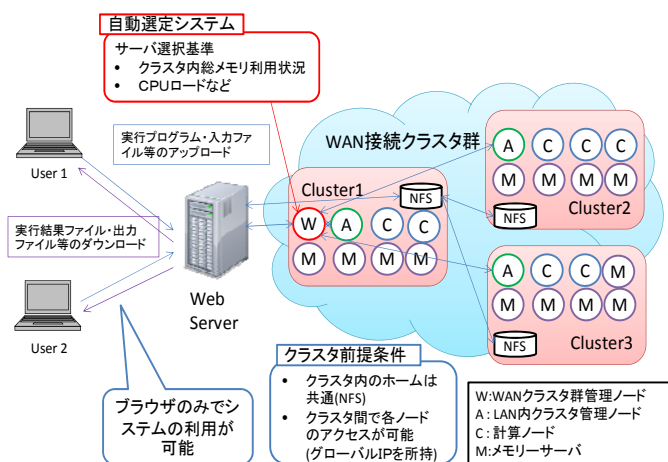 自動選定システム
サーバ選択基準
• クラスタ内総メモリ利用状況
• CPUロードなど
実行プログラム・入力ファ
イル等のアップロード
User 1
実行結果ファイル・出力
ファイル等のダウンロード
User 2
Web
Server
ブラウザのみでシ
ステムの利用が
可能
WAN接続クラスタ群
Cluster1
NFS
W A C C
M M M M
A C C C
M M M M
NFS
Cluster2
A C C M
M M M M
NFS
Cluster3
クラスタ前提条件
• クラスタ内のホームは
共通(NFS)
• クラスタ間で各ノード
のアクセスが可能
(グローバルIPを所持)
W:WANクラスタ群管理ノード
A:LAN内クラスタ管理ノード
C:計算ノード
M:メモリーサーバ